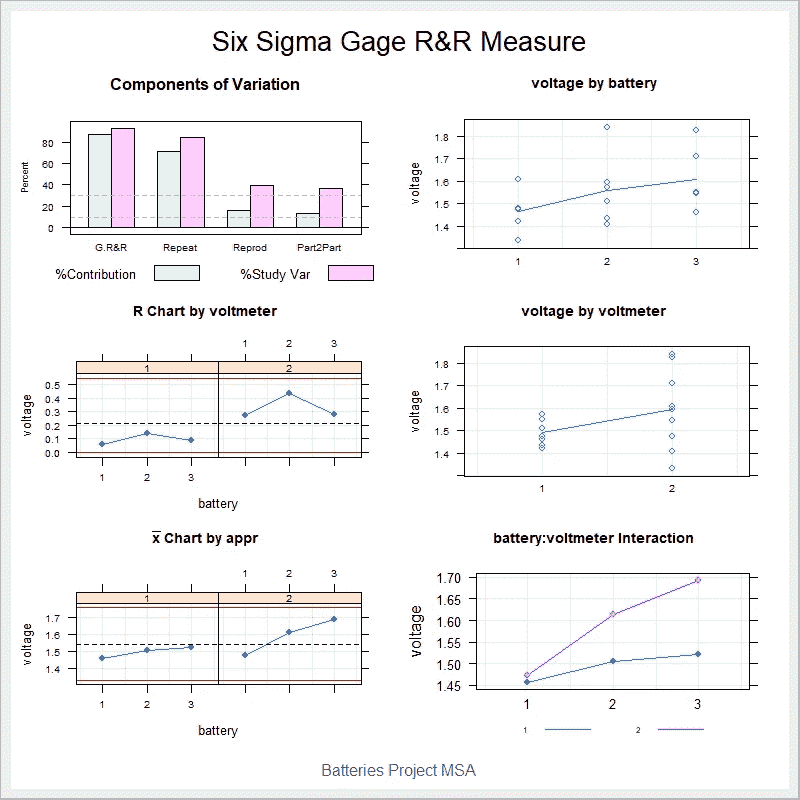 Six Sigma Gage R&R Measure
Components of Variation
Percent
80
60
40
20
0
G.R&R Repeat Reprod Part2Part
%Contribution %Study Var
voltage by battery
voltage
1.8
1.7
1.6
1.5
1.4
1 2 3
R Chart by voltmeter
1 2 3
1 2
voltage
0.5
0.4
0.3
0.2
0.1
0.0
1 2 3
battery
voltage by voltmeter
voltage
1.8
1.7
1.6
1.5
1.4
1 2
x̅ Chart by appr
1 2 3
1 2
voltage
1.7
1.6
1.5
1.4
1 2 3
battery
battery:voltmeter Interaction
voltage
1.70
1.65
1.60
1.55
1.50
1.45
1 2 3
1 2
Batteries Project MSA